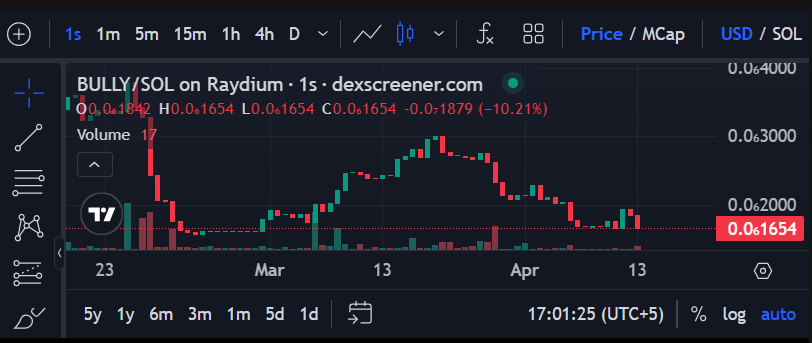 1s 1m 5m 15m 1h 4h D Price / MCap USD / SOL
BULLY/SOL on Raydium · 1s · dexscreener.com
O0.0₆1842 H0.0₆1654 L0.0₆1654 C0.0₆1654 -0.0₇1879 (−10.21%)
Volume 17
0.0₆4000
0.0₆3000
0.0₆2000
0.0₆1654
23 Mar 13 Apr 13
5y 1y 6m 3m 1m 5d 1d 17:01:25 (UTC+5) % log auto